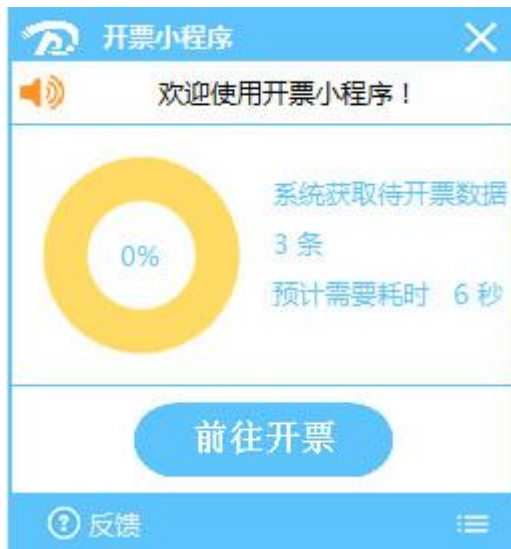 开票小程序
欢迎使用开票小程序！
0%
系统获取待开票数据
3 条
预计需要耗时 6 秒
前往开票
? 反馈